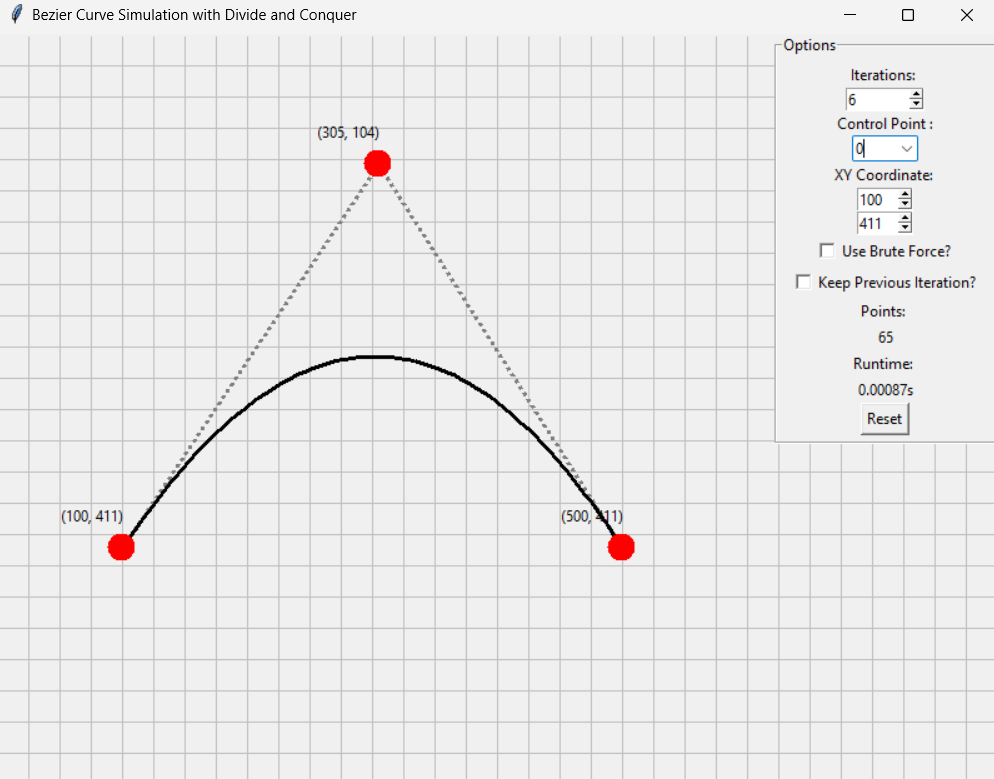 Bezier Curve Simulation with Divide and Conquer
Options
Iterations:
6
Control Point :
0
XY Coordinate:
100
411
Use Brute Force?
Keep Previous Iteration?
Points:
65
Runtime:
0.00087s
Reset
(305, 104)
(100, 411)
(500, 411)